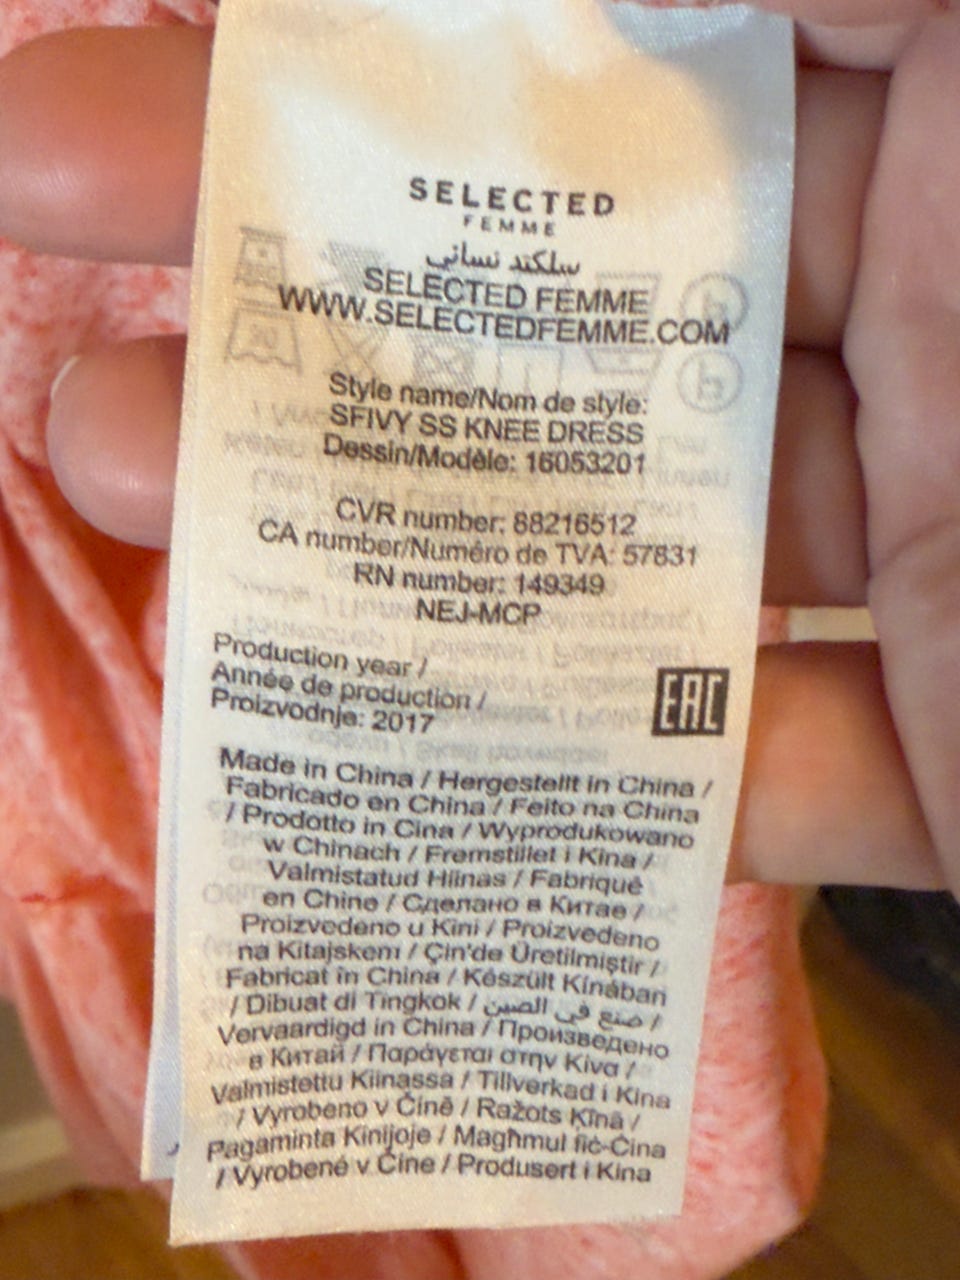 SELECTED
FEMME
سلكتد نسائي
SELECTED FEMME
WWW.SELECTEDFEMME.COM
Style name/Nom de style:
SFIVY SS KNEE DRESS
Dessin/Modèle: 16053201
CVR number: 88216512
CA number/Numéro de TVA: 57831
RN number: 149349
NEJ-MCP
Production year /
Année de production /
Proizvodnje: 2017
EAC
Made in China / Hergestellt in China /
Fabricado en China / Feito na China
/ Prodotto in Cina / Wyprodukowano
w Chinach / Fremstillet i Kina /
Valmistatud Hiinas / Fabriqué
en Chine / Сделано в Китае /
Proizvedeno u Kini / Proizvedeno
na Kitajskem / Çin'de Üretilmiştir /
Fabricat în China / Készült Kínában
/ Dibuat di Tingkok / صنع في الصين /
Vervaardigd in China / Произведено
в Китай / Παράγεται στην Κίνα /
Valmistettu Kiinassa / Tillverkad i Kina
/ Vyrobeno v Číně / Ražots Ķīnā /
Pagaminta Kinijoje / Magħmul fiċ-Ċina
/ Vyrobené v Číne / Produsert i Kina